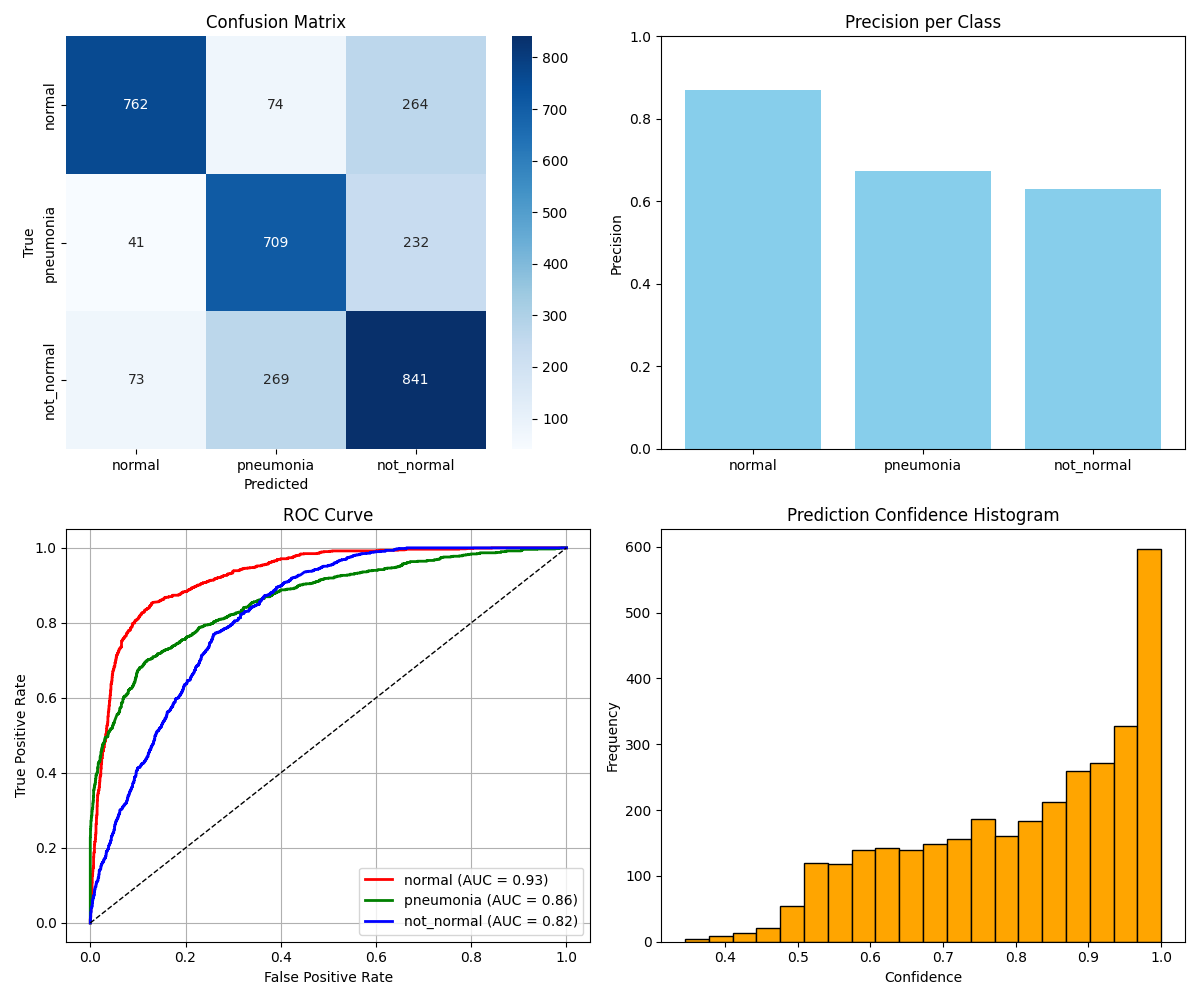 Confusion Matrix
normal
pneumonia
not_normal
True
762 74 264
41 709 232
73 269 841
normal pneumonia not_normal
Predicted
800
700
600
500
400
300
200
100
Precision per Class
Precision
1.0
0.8
0.6
0.4
0.2
0.0
normal pneumonia not_normal
ROC Curve
True Positive Rate
1.0
0.8
0.6
0.4
0.2
0.0
normal (AUC = 0.93)
pneumonia (AUC = 0.86)
not_normal (AUC = 0.82)
0.0 0.2 0.4 0.6 0.8 1.0
False Positive Rate
Prediction Confidence Histogram
Frequency
600
500
400
300
200
100
0
0.4 0.5 0.6 0.7 0.8 0.9 1.0
Confidence